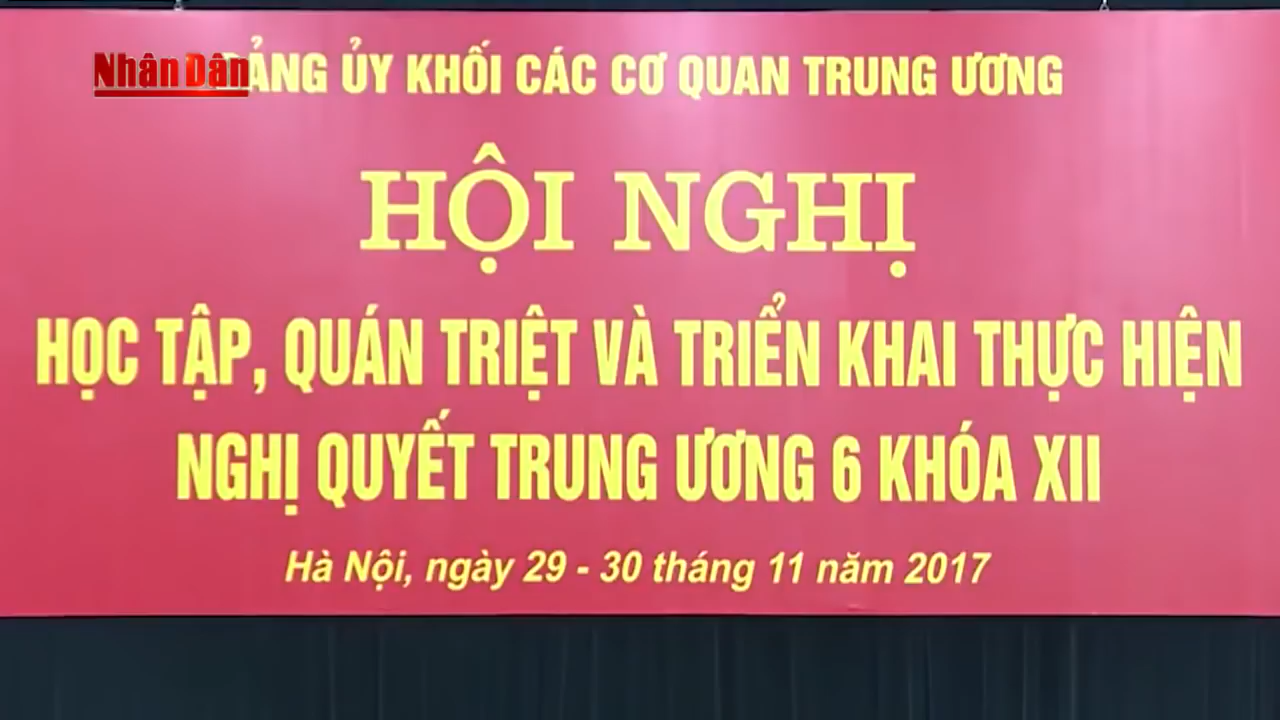 Nhân Dân
ĐẢNG ỦY KHỐI CÁC CƠ QUAN TRUNG ƯƠNG
HỘI NGHỊ
HỌC TẬP, QUÁN TRIỆT VÀ TRIỂN KHAI THỰC HIỆN
NGHỊ QUYẾT TRUNG ƯƠNG 6 KHÓA XII
Hà Nội, ngày 29 - 30 tháng 11 năm 2017